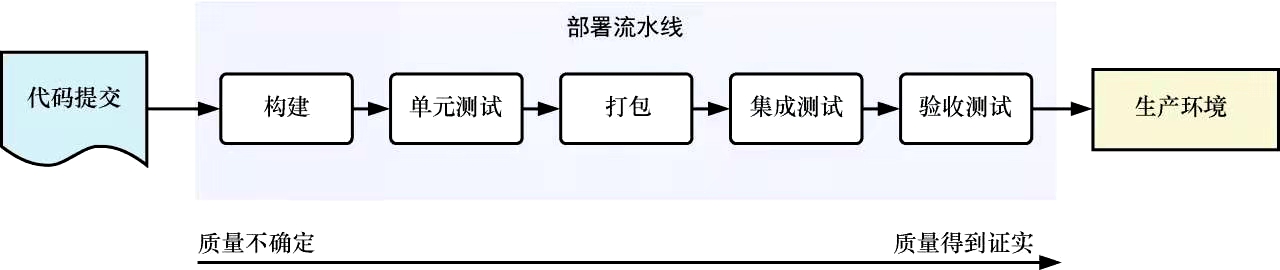 部署流水线
代码提交
构建
单元测试
打包
集成测试
验收测试
生产环境
质量不确定
质量得到证实